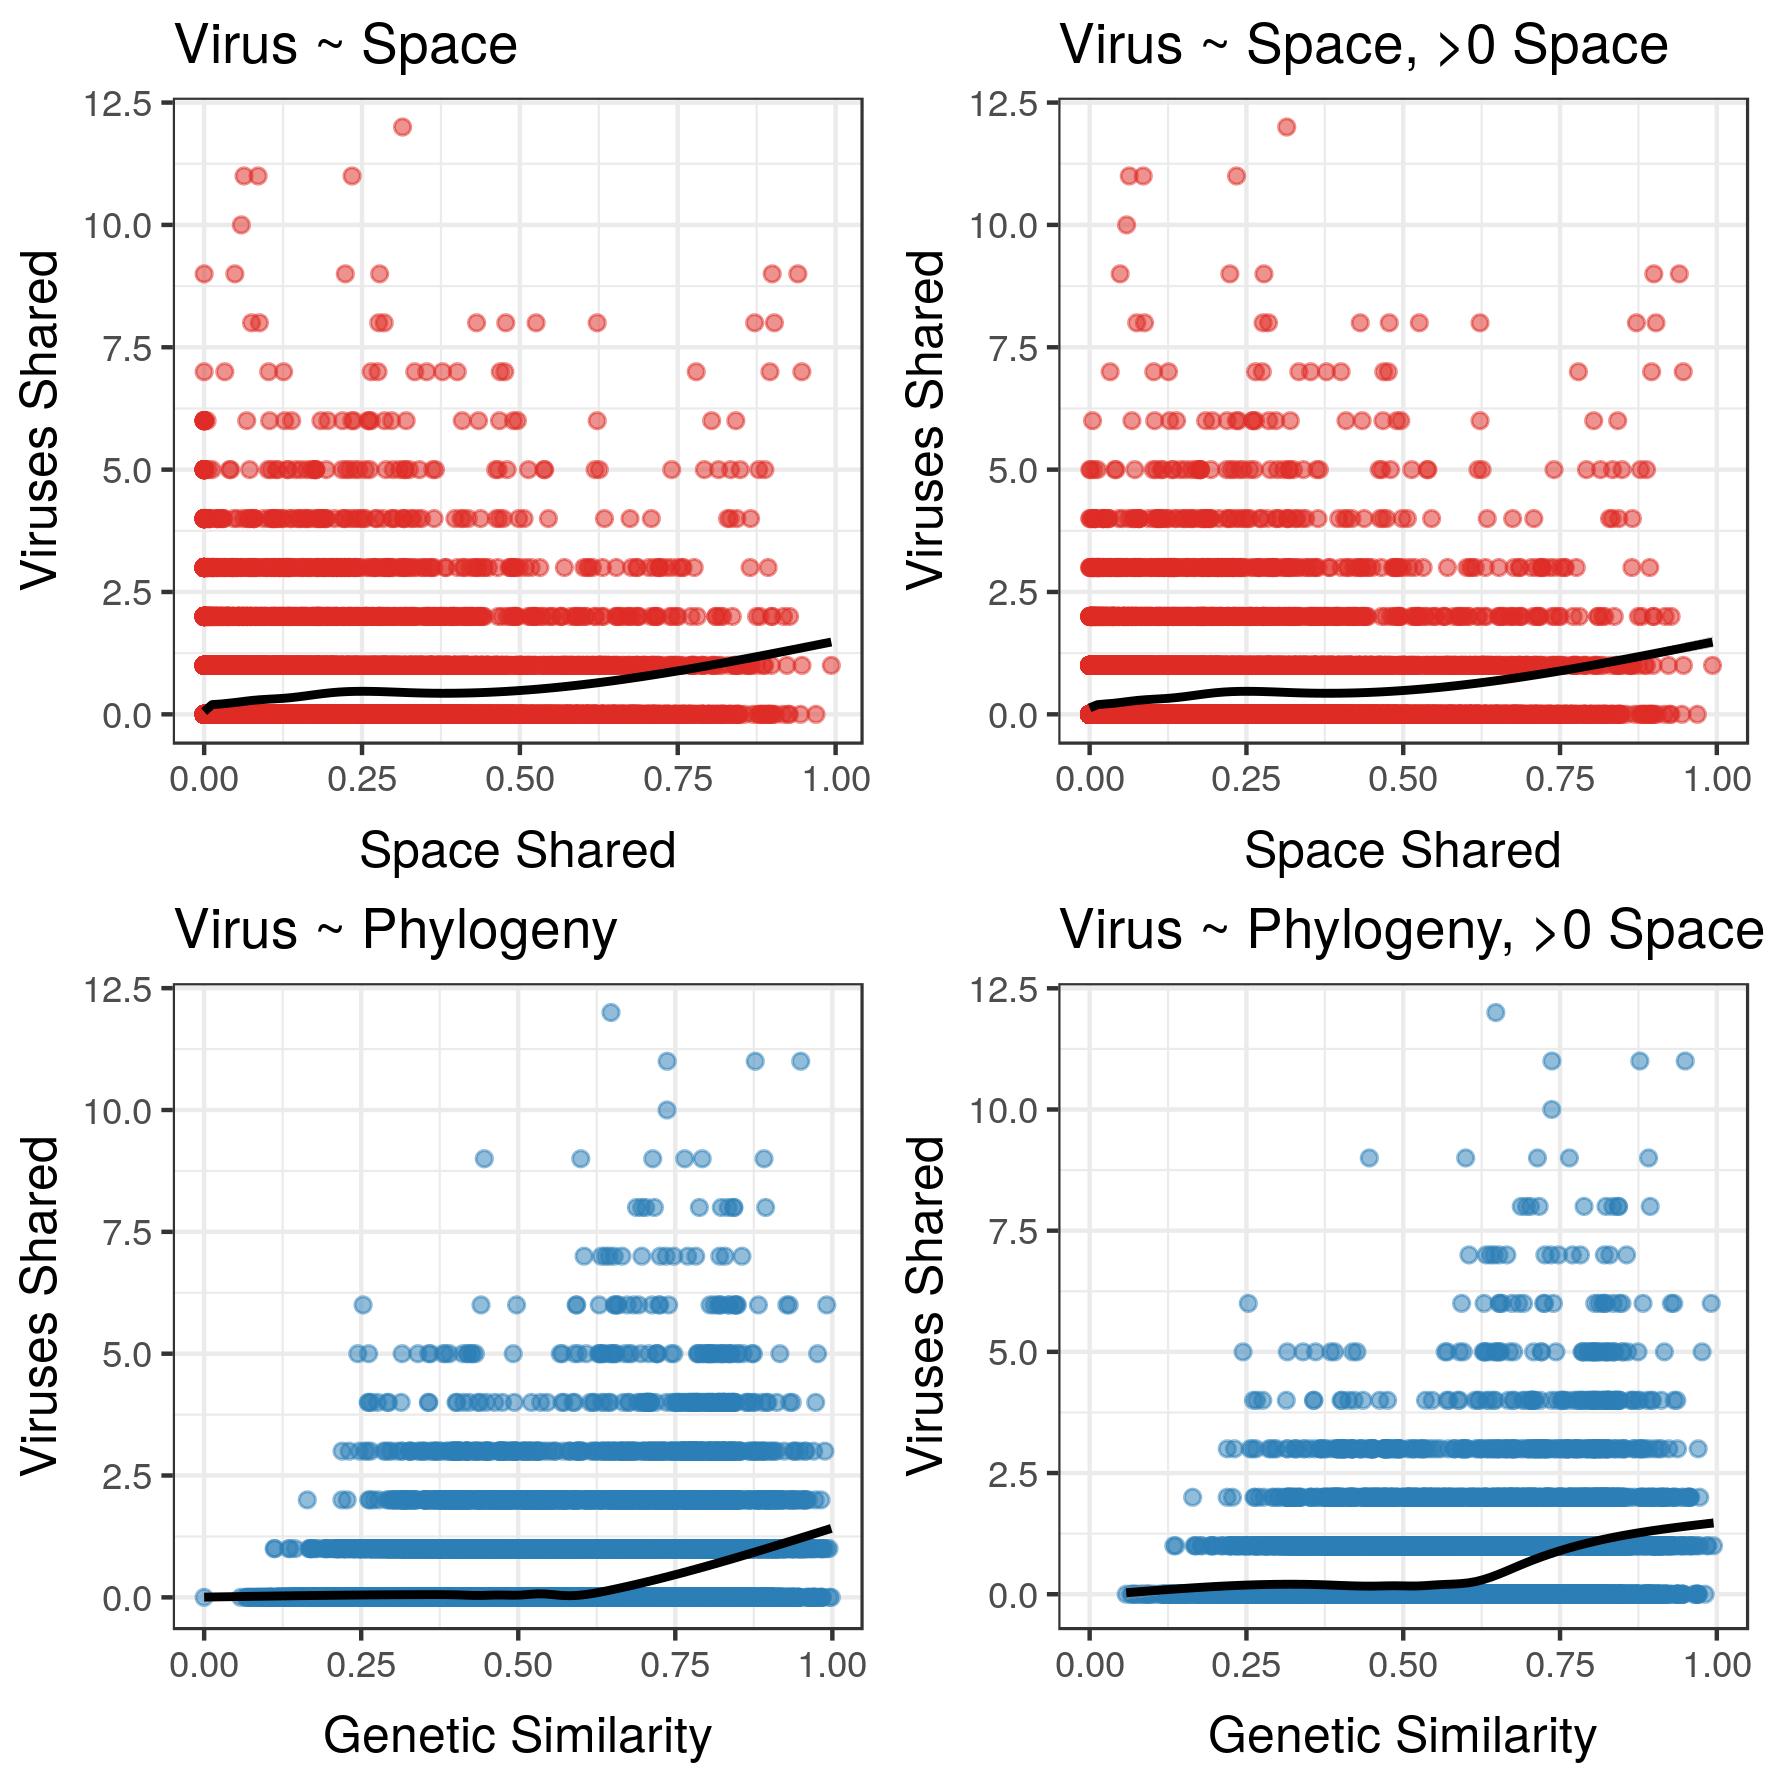 Virus ~ Space
Viruses Shared
12.5
10.0
7.5
5.0
2.5
0.0
0.00 0.25 0.50 0.75 1.00
Space Shared
Virus ~ Space, >0 Space
Viruses Shared
12.5
10.0
7.5
5.0
2.5
0.0
0.00 0.25 0.50 0.75 1.00
Space Shared
Virus ~ Phylogeny
Viruses Shared
12.5
10.0
7.5
5.0
2.5
0.0
0.00 0.25 0.50 0.75 1.00
Genetic Similarity
Virus ~ Phylogeny, >0 Space
Viruses Shared
12.5
10.0
7.5
5.0
2.5
0.0
0.00 0.25 0.50 0.75 1.00
Genetic Similarity